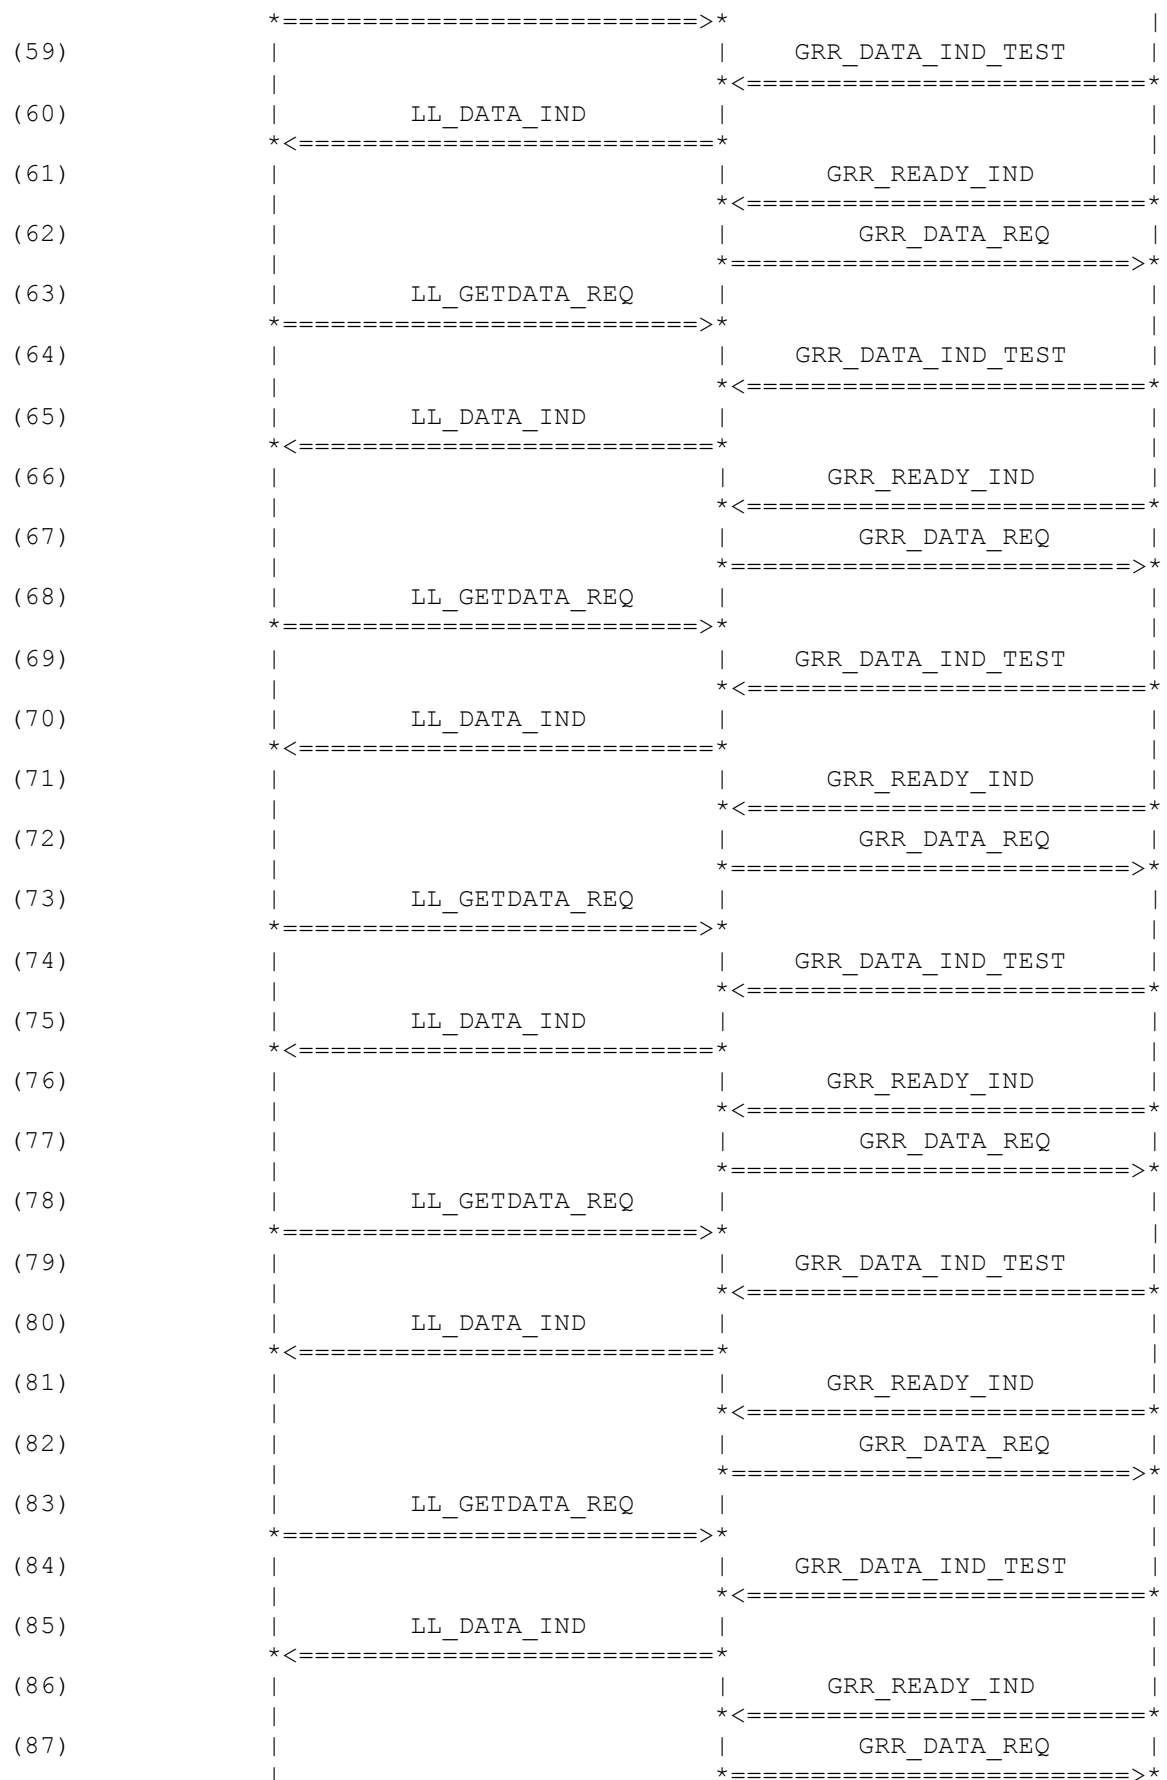 *==========================>*                           |
(59)            |                           |    GRR_DATA_IND_TEST      |
                |                           *<=========================*
(60)            |        LL_DATA_IND        |                           |
                *<==========================*                           |
(61)            |                           |      GRR_READY_IND        |
                |                           *<=========================*
(62)            |                           |        GRR_DATA_REQ       |
                |                           *=========================>*
(63)            |        LL_GETDATA_REQ     |                           |
                *==========================>*                           |
(64)            |                           |    GRR_DATA_IND_TEST      |
                |                           *<=========================*
(65)            |        LL_DATA_IND        |                           |
                *<==========================*                           |
(66)            |                           |      GRR_READY_IND        |
                |                           *<=========================*
(67)            |                           |        GRR_DATA_REQ       |
                |                           *=========================>*
(68)            |        LL_GETDATA_REQ     |                           |
                *==========================>*                           |
(69)            |                           |    GRR_DATA_IND_TEST      |
                |                           *<=========================*
(70)            |        LL_DATA_IND        |                           |
                *<==========================*                           |
(71)            |                           |      GRR_READY_IND        |
                |                           *<=========================*
(72)            |                           |        GRR_DATA_REQ       |
                |                           *=========================>*
(73)            |        LL_GETDATA_REQ     |                           |
                *==========================>*                           |
(74)            |                           |    GRR_DATA_IND_TEST      |
                |                           *<=========================*
(75)            |        LL_DATA_IND        |                           |
                *<==========================*                           |
(76)            |                           |      GRR_READY_IND        |
                |                           *<=========================*
(77)            |                           |        GRR_DATA_REQ       |
                |                           *=========================>*
(78)            |        LL_GETDATA_REQ     |                           |
                *==========================>*                           |
(79)            |                           |    GRR_DATA_IND_TEST      |
                |                           *<=========================*
(80)            |        LL_DATA_IND        |                           |
                *<==========================*                           |
(81)            |                           |      GRR_READY_IND        |
                |                           *<=========================*
(82)            |                           |        GRR_DATA_REQ       |
                |                           *=========================>*
(83)            |        LL_GETDATA_REQ     |                           |
                *==========================>*                           |
(84)            |                           |    GRR_DATA_IND_TEST      |
                |                           *<=========================*
(85)            |        LL_DATA_IND        |                           |
                *<==========================*                           |
(86)            |                           |      GRR_READY_IND        |
                |                           *<=========================*
(87)            |                           |        GRR_DATA_REQ       |
                |                           *=========================>*